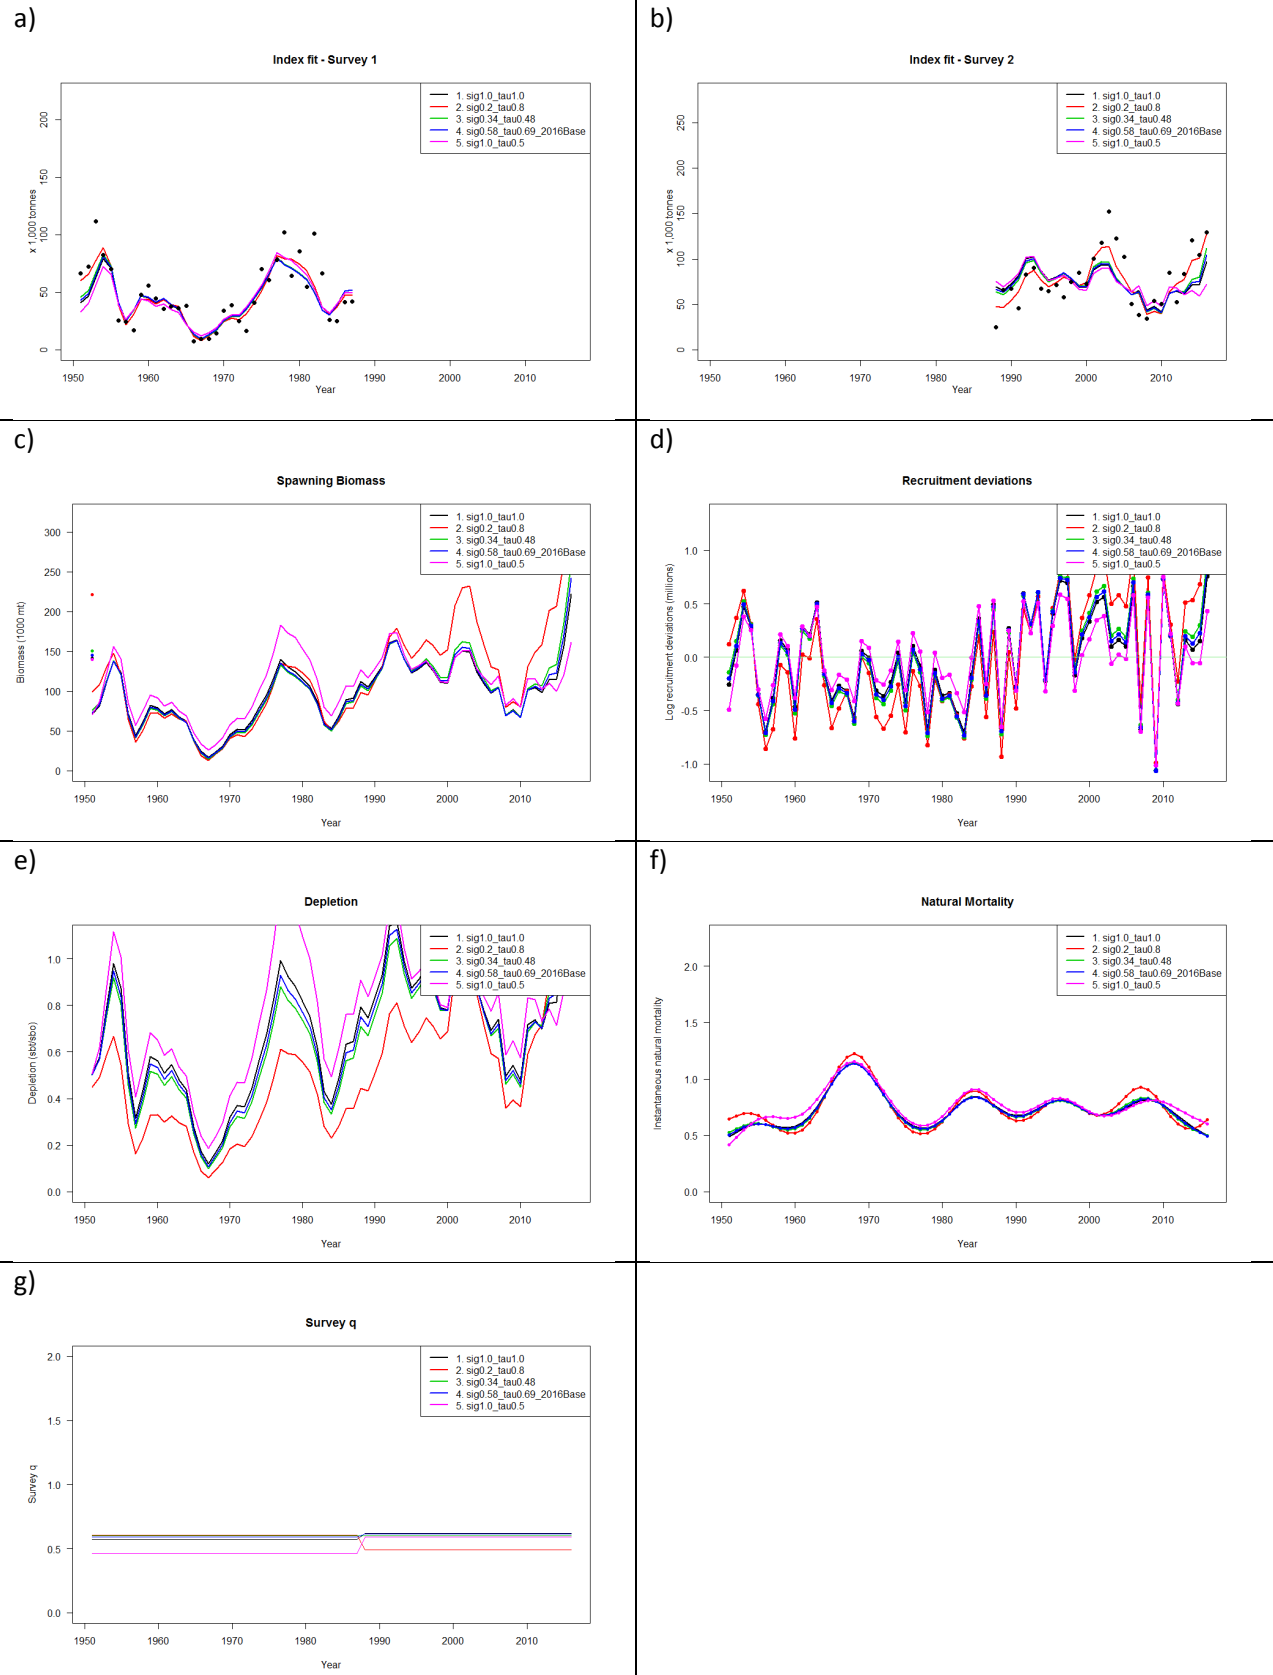 a)
Index fit - Survey 1
1. sig1.0_tau1.0
2. sig0.2_tau0.8
3. sig0.34_tau0.48
4. sig0.58_tau0.69_2016Base
5. sig1.0_tau0.5
x 1,000 tonnes
200
150
100
50
0
1950 1960 1970 1980 1990 2000 2010
Year
b)
Index fit - Survey 2
1. sig1.0_tau1.0
2. sig0.2_tau0.8
3. sig0.34_tau0.48
4. sig0.58_tau0.69_2016Base
5. sig1.0_tau0.5
x 1,000 tonnes
250
200
150
100
50
0
1950 1960 1970 1980 1990 2000 2010
Year
c)
Spawning Biomass
1. sig1.0_tau1.0
2. sig0.2_tau0.8
3. sig0.34_tau0.48
4. sig0.58_tau0.69_2016Base
5. sig1.0_tau0.5
Biomass (1000 mt)
300
250
200
150
100
50
0
1950 1960 1970 1980 1990 2000 2010
Year
d)
Recruitment deviations
1. sig1.0_tau1.0
2. sig0.2_tau0.8
3. sig0.34_tau0.48
4. sig0.58_tau0.69_2016Base
5. sig1.0_tau0.5
Log recruitment deviations (millions)
1.0
0.5
0.0
-0.5
-1.0
1950 1960 1970 1980 1990 2000 2010
Year
e)
Depletion
1. sig1.0_tau1.0
2. sig0.2_tau0.8
3. sig0.34_tau0.48
4. sig0.58_tau0.69_2016Base
5. sig1.0_tau0.5
Depletion (sbt/sbo)
1.0
0.8
0.6
0.4
0.2
0.0
1950 1960 1970 1980 1990 2000 2010
Year
f)
Natural Mortality
1. sig1.0_tau1.0
2. sig0.2_tau0.8
3. sig0.34_tau0.48
4. sig0.58_tau0.69_2016Base
5. sig1.0_tau0.5
Instantaneous natural mortality
2.0
1.5
1.0
0.5
0.0
1950 1960 1970 1980 1990 2000 2010
Year
g)
Survey q
1. sig1.0_tau1.0
2. sig0.2_tau0.8
3. sig0.34_tau0.48
4. sig0.58_tau0.69_2016Base
5. sig1.0_tau0.5
Survey q
2.0
1.5
1.0
0.5
0.0
1950 1960 1970 1980 1990 2000 2010
Year